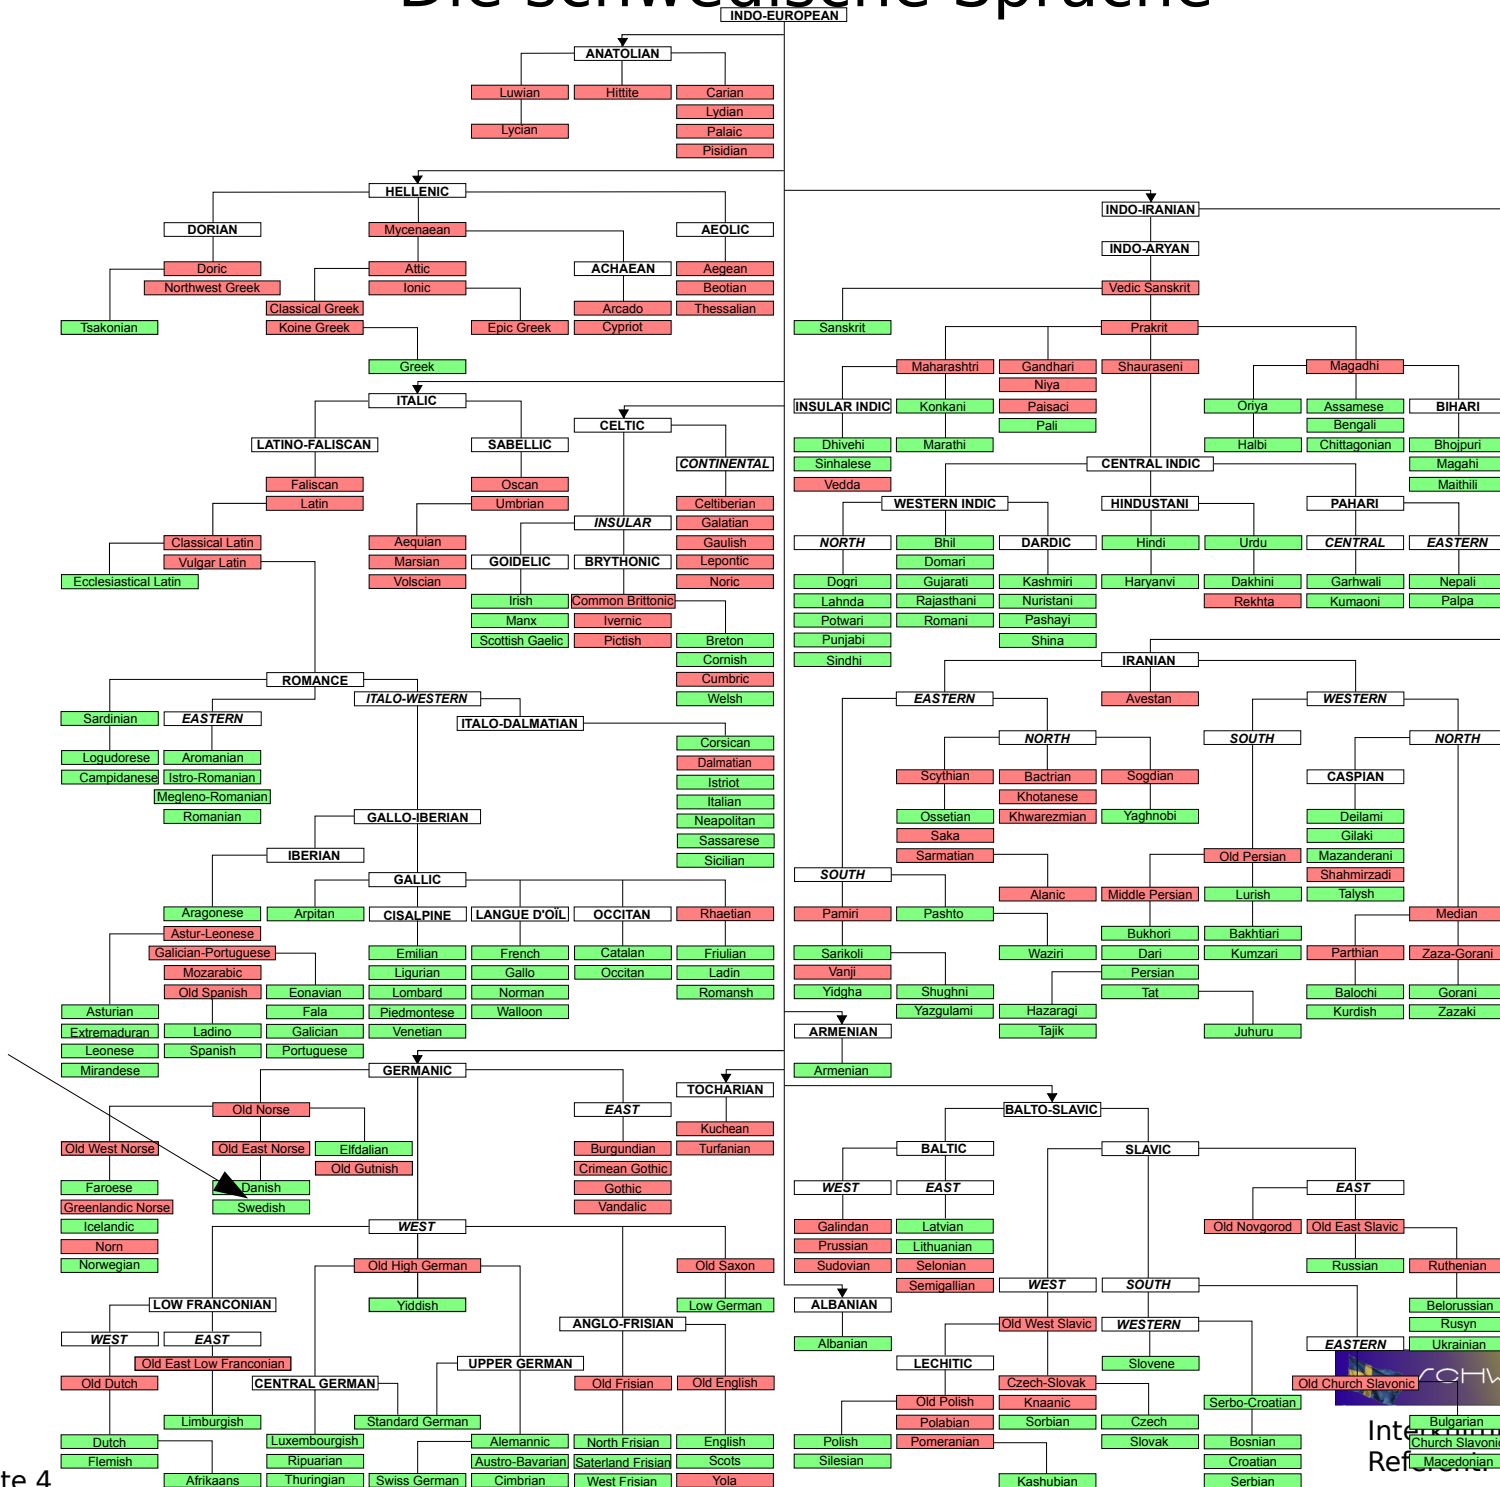 Die schwedische Sprache
INDO-EUROPEAN
ANATOLIAN
Luwian
Hittite
Carian
Lydian
Lycian
Palaic
Pisidian
HELLENIC
DORIAN
Mycenaean
AEOLIC
Doric
Attic
ACHAEAN
Aegean
Northwest Greek
Ionic
Beotian
Classical Greek
Arcado
Thessalian
Tsakonian
Koine Greek
Epic Greek
Cypriot
Greek
INDO-IRANIAN
INDO-ARYAN
Vedic Sanskrit
Sanskrit
Prakrit
Maharashtri
Gandhari
Shauraseni
Magadhi
Niya
INSULAR INDIC
Konkani
Paisaci
Oriya
Assamese
BIHARI
Pali
Bengali
Dhivehi
Marathi
Halbi
Chittagonian
Bhojpuri
Sinhalese
CENTRAL INDIC
Magahi
Vedda
Maithili
WESTERN INDIC
HINDUSTANI
PAHARI
NORTH
Bhil
DARDIC
Hindi
Urdu
CENTRAL
EASTERN
Domari
Dogri
Gujarati
Kashmiri
Haryanvi
Dakhini
Garhwali
Nepali
Lahnda
Rajasthani
Nuristani
Rekhta
Kumaoni
Palpa
Potwari
Romani
Pashayi
Punjabi
Shina
Sindhi
ITALIC
CELTIC
LATINO-FALISCAN
SABELLIC
CONTINENTAL
Faliscan
Oscan
Latin
Umbrian
Celtiberian
INSULAR
Galatian
Classical Latin
Aequian
Gaulish
Vulgar Latin
Marsian
GOIDELIC
BRYTHONIC
Lepontic
Ecclesiastical Latin
Volscian
Noric
Irish
Common Brittonic
Manx
Ivernic
Scottish Gaelic
Pictish
Breton
Cornish
Cumbric
Welsh
ROMANCE
ITALO-WESTERN
Sardinian
EASTERN
ITALO-DALMATIAN
Corsican
Logudorese
Aromanian
Dalmatian
Campidanese
Istro-Romanian
Istriot
Megleno-Romanian
Italian
Romanian
GALLO-IBERIAN
Neapolitan
Sassarese
IBERIAN
Sicilian
GALLIC
Aragonese
Arpitan
CISALPINE
LANGUE D'OÏL
OCCITAN
Rhaetian
Astur-Leonese
Galician-Portuguese
Emilian
French
Catalan
Friulian
Mozarabic
Ligurian
Gallo
Occitan
Ladin
Old Spanish
Eonavian
Lombard
Norman
Romansh
Asturian
Fala
Piedmontese
Walloon
Extremaduran
Ladino
Galician
Venetian
Leonese
Spanish
Portuguese
Mirandese
IRANIAN
EASTERN
Avestan
WESTERN
NORTH
SOUTH
NORTH
Scythian
Bactrian
Sogdian
CASPIAN
Khotanese
Ossetian
Khwarezmian
Yaghnobi
Deilami
Saka
Gilaki
Sarmatian
Old Persian
Mazanderani
SOUTH
Shahmirzadi
Alanic
Middle Persian
Lurish
Talysh
Pamiri
Pashto
Median
Bukhori
Bakhtiari
Sarikoli
Waziri
Dari
Kumzari
Parthian
Zaza-Gorani
Vanji
Persian
Yidgha
Shughni
Tat
Balochi
Gorani
Yazgulami
Hazaragi
Kurdish
Zazaki
ARMENIAN
Tajik
Juhuru
Armenian
GERMANIC
TOCHARIAN
Old Norse
EAST
Kuchean
Old West Norse
Old East Norse
Elfdalian
Burgundian
Turfanian
Old Gutnish
Crimean Gothic
Faroese
Danish
Gothic
Greenlandic Norse
Swedish
Vandalic
Icelandic
WEST
Norn
Norwegian
Old High German
Old Saxon
LOW FRANCONIAN
Yiddish
Low German
ANGLO-FRISIAN
WEST
EAST
Old East Low Franconian
UPPER GERMAN
Old Dutch
CENTRAL GERMAN
Old Frisian
Old English
Limburgish
Standard German
Dutch
Luxembourgish
Alemannic
North Frisian
English
Flemish
Ripuarian
Austro-Bavarian
Saterland Frisian
Scots
Afrikaans
Thuringian
Swiss German
Cimbrian
West Frisian
Yola
BALTO-SLAVIC
BALTIC
SLAVIC
WEST
EAST
EAST
Galindan
Latvian
Old Novgorod
Old East Slavic
Prussian
Lithuanian
Sudovian
Selonian
Russian
Ruthenian
Semigallian
WEST
SOUTH
ALBANIAN
Belorussian
Old West Slavic
WESTERN
Rusyn
Albanian
EASTERN
Ukrainian
LECHITIC
Slovene
Czech-Slovak
Old Church Slavonic
Old Polish
Knaanic
Serbo-Croatian
Polabian
Sorbian
Czech
Bulgarian
Polish
Pomeranian
Slovak
Bosnian
Church Slavonic
Silesian
Croatian
Macedonian
Kashubian
Serbian
te 4